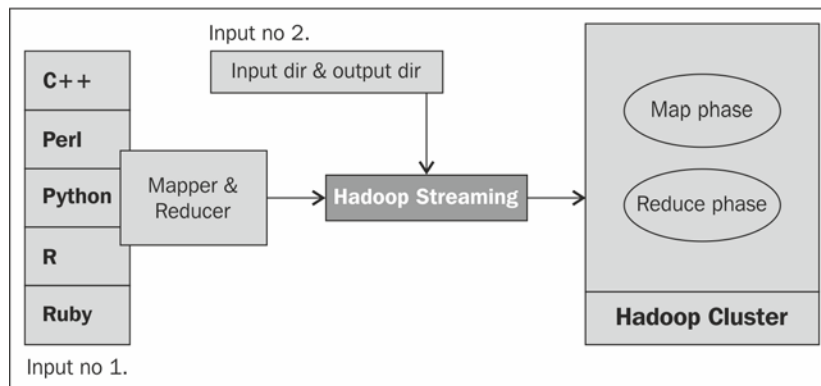 Input no 2.
Input dir & output dir
C++
Perl
Python
R
Ruby
Input no 1.
Mapper &
Reducer
Hadoop Streaming
Map phase
Reduce phase
Hadoop Cluster